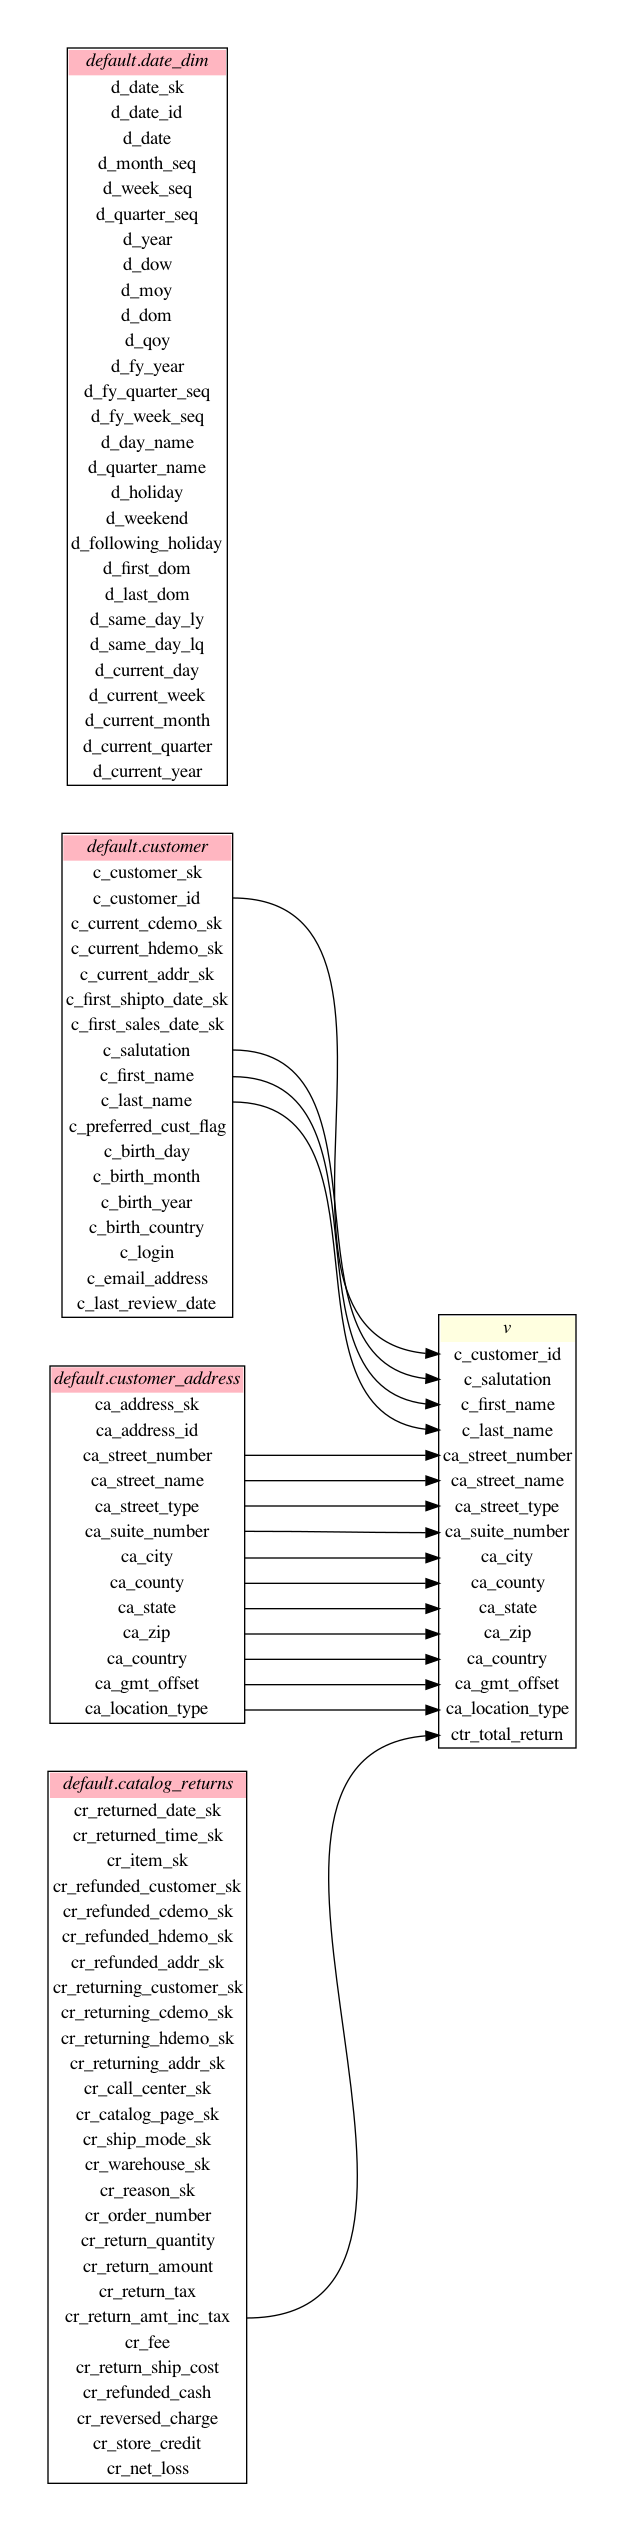 default.date_dim
d_date_sk
d_date_id
d_date
d_month_seq
d_week_seq
d_quarter_seq
d_year
d_dow
d_moy
d_dom
d_qoy
d_fy_year
d_fy_quarter_seq
d_fy_week_seq
d_day_name
d_quarter_name
d_holiday
d_weekend
d_following_holiday
d_first_dom
d_last_dom
d_same_day_ly
d_same_day_lq
d_current_day
d_current_week
d_current_month
d_current_quarter
d_current_year
default.customer
c_customer_sk
c_customer_id
c_current_cdemo_sk
c_current_hdemo_sk
c_current_addr_sk
c_first_shipto_date_sk
c_first_sales_date_sk
c_salutation
c_first_name
c_last_name
c_preferred_cust_flag
c_birth_day
c_birth_month
c_birth_year
c_birth_country
c_login
c_email_address
c_last_review_date
default.customer_address
ca_address_sk
ca_address_id
ca_street_number
ca_street_name
ca_street_type
ca_suite_number
ca_city
ca_county
ca_state
ca_zip
ca_country
ca_gmt_offset
ca_location_type
default.catalog_returns
cr_returned_date_sk
cr_returned_time_sk
cr_item_sk
cr_refunded_customer_sk
cr_refunded_cdemo_sk
cr_refunded_hdemo_sk
cr_refunded_addr_sk
cr_returning_customer_sk
cr_returning_cdemo_sk
cr_returning_hdemo_sk
cr_returning_addr_sk
cr_call_center_sk
cr_catalog_page_sk
cr_ship_mode_sk
cr_warehouse_sk
cr_reason_sk
cr_order_number
cr_return_quantity
cr_return_amount
cr_return_tax
cr_return_amt_inc_tax
cr_fee
cr_return_ship_cost
cr_refunded_cash
cr_reversed_charge
cr_store_credit
cr_net_loss
v
c_customer_id
c_salutation
c_first_name
c_last_name
ca_street_number
ca_street_name
ca_street_type
ca_suite_number
ca_city
ca_county
ca_state
ca_zip
ca_country
ca_gmt_offset
ca_location_type
ctr_total_return